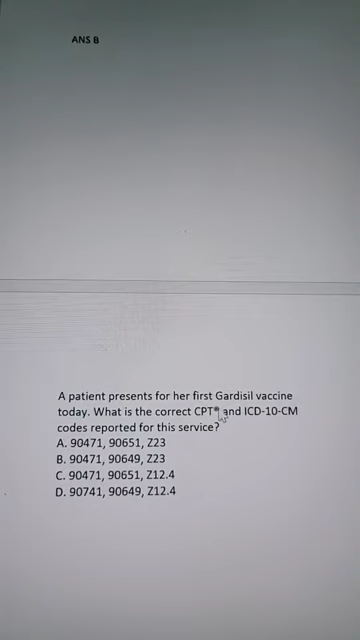 ANS B
A patient presents for her first Gardisil vaccine
today. What is the correct CPT® and ICD-10-CM
codes reported for this service?
A. 90471, 90651, Z23
B. 90471, 90649, Z23
C. 90471, 90651, Z12.4
D. 90741, 90649, Z12.4